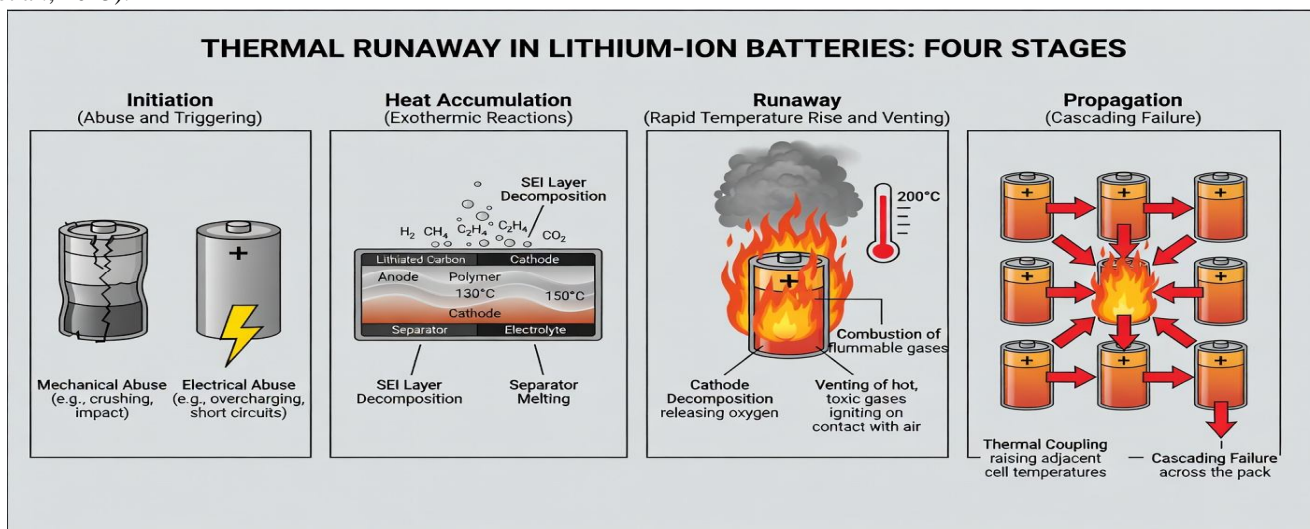 THERMAL RUNAWAY IN LITHIUM-ION BATTERIES: FOUR STAGES
Initiation
(Abuse and Triggering)
Mechanical Abuse
(e.g., crushing,
impact)
Electrical Abuse
(e.g., overcharging,
short circuits)
Heat Accumulation
(Exothermic Reactions)
SEI Layer
Decomposition
H₂ CH₄ C₂H₄ C₂H₄ CO₂
Lithiated Carbon Cathode
Anode Polymer
130°C 150°C
Cathode
Separator Electrolyte
SEI Layer
Decomposition
Separator
Melting
Runaway
(Rapid Temperature Rise and Venting)
200°C
+
Combustion of
flummable gases
Cathode
Decomposition
releasing oxygen
Venting of hot,
toxic gases
igniting on
contact with air
Propagation
(Cascading Failure)
Thermal Coupling
raising adjacent
cell temperatures
Cascading Failure
across the pack